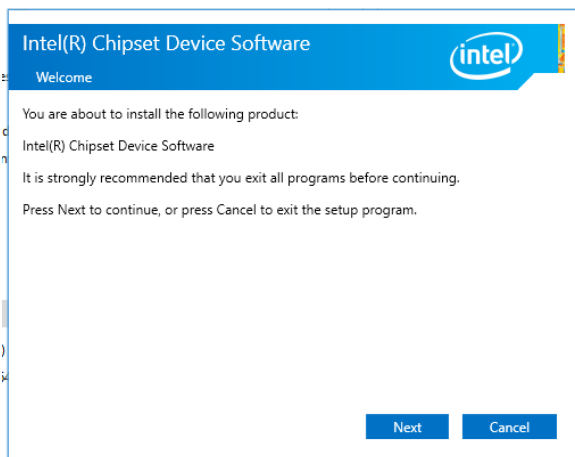 Intel(R) Chipset Device Software
intel
Welcome
You are about to install the following product:
Intel(R) Chipset Device Software
It is strongly recommended that you exit all programs before continuing.
Press Next to continue, or press Cancel to exit the setup program.
Next
Cancel